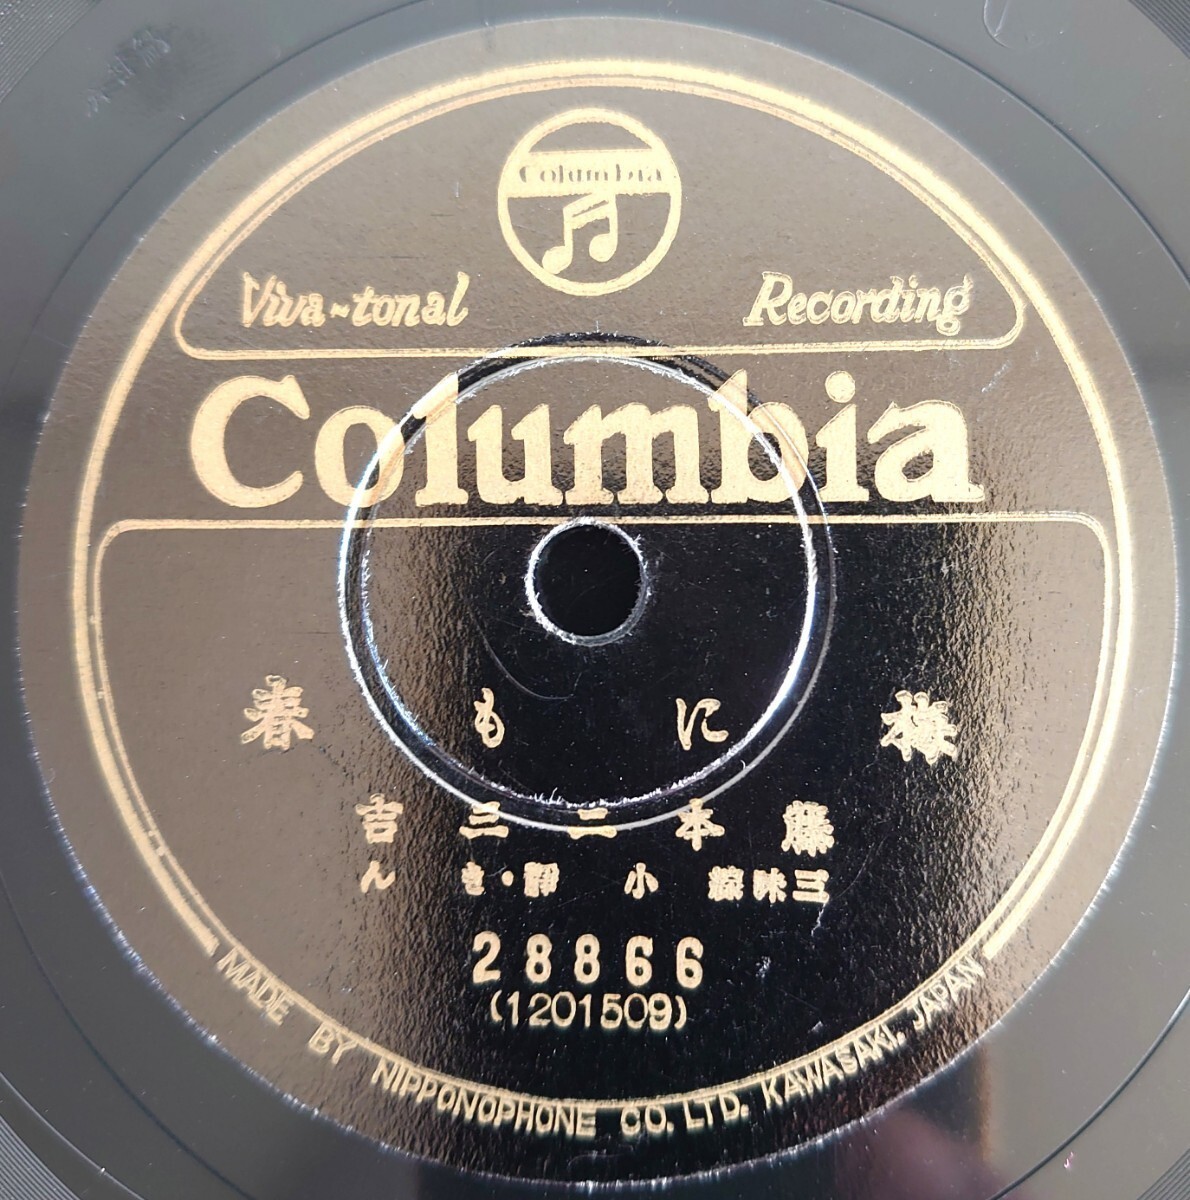 Columbia
Viva-tonal Recording
Columbia
梅にも春
藤本二三吉
三味線 小静・きん
28866
(1201509)
MADE BY NIPPONOPHONE CO. LTD. KAWASAKI. JAPAN